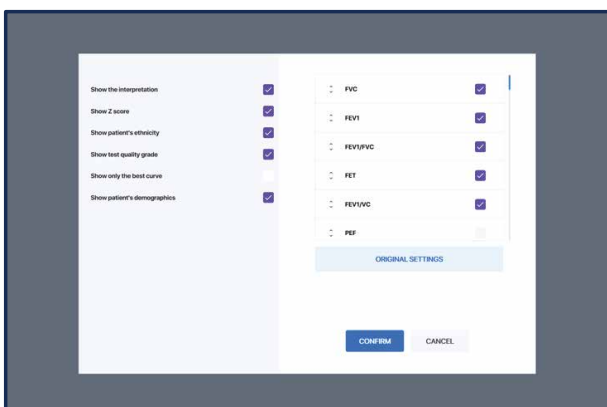 Show the interpretation
Show Z score
Show patient's ethnicity
Show test quality grade
Show only the best curve
Show patient's demographics
FVC
FEV1
FEV1/FVC
FET
FEV1/VC
PEF
ORIGINAL SETTINGS
CONFIRM
CANCEL